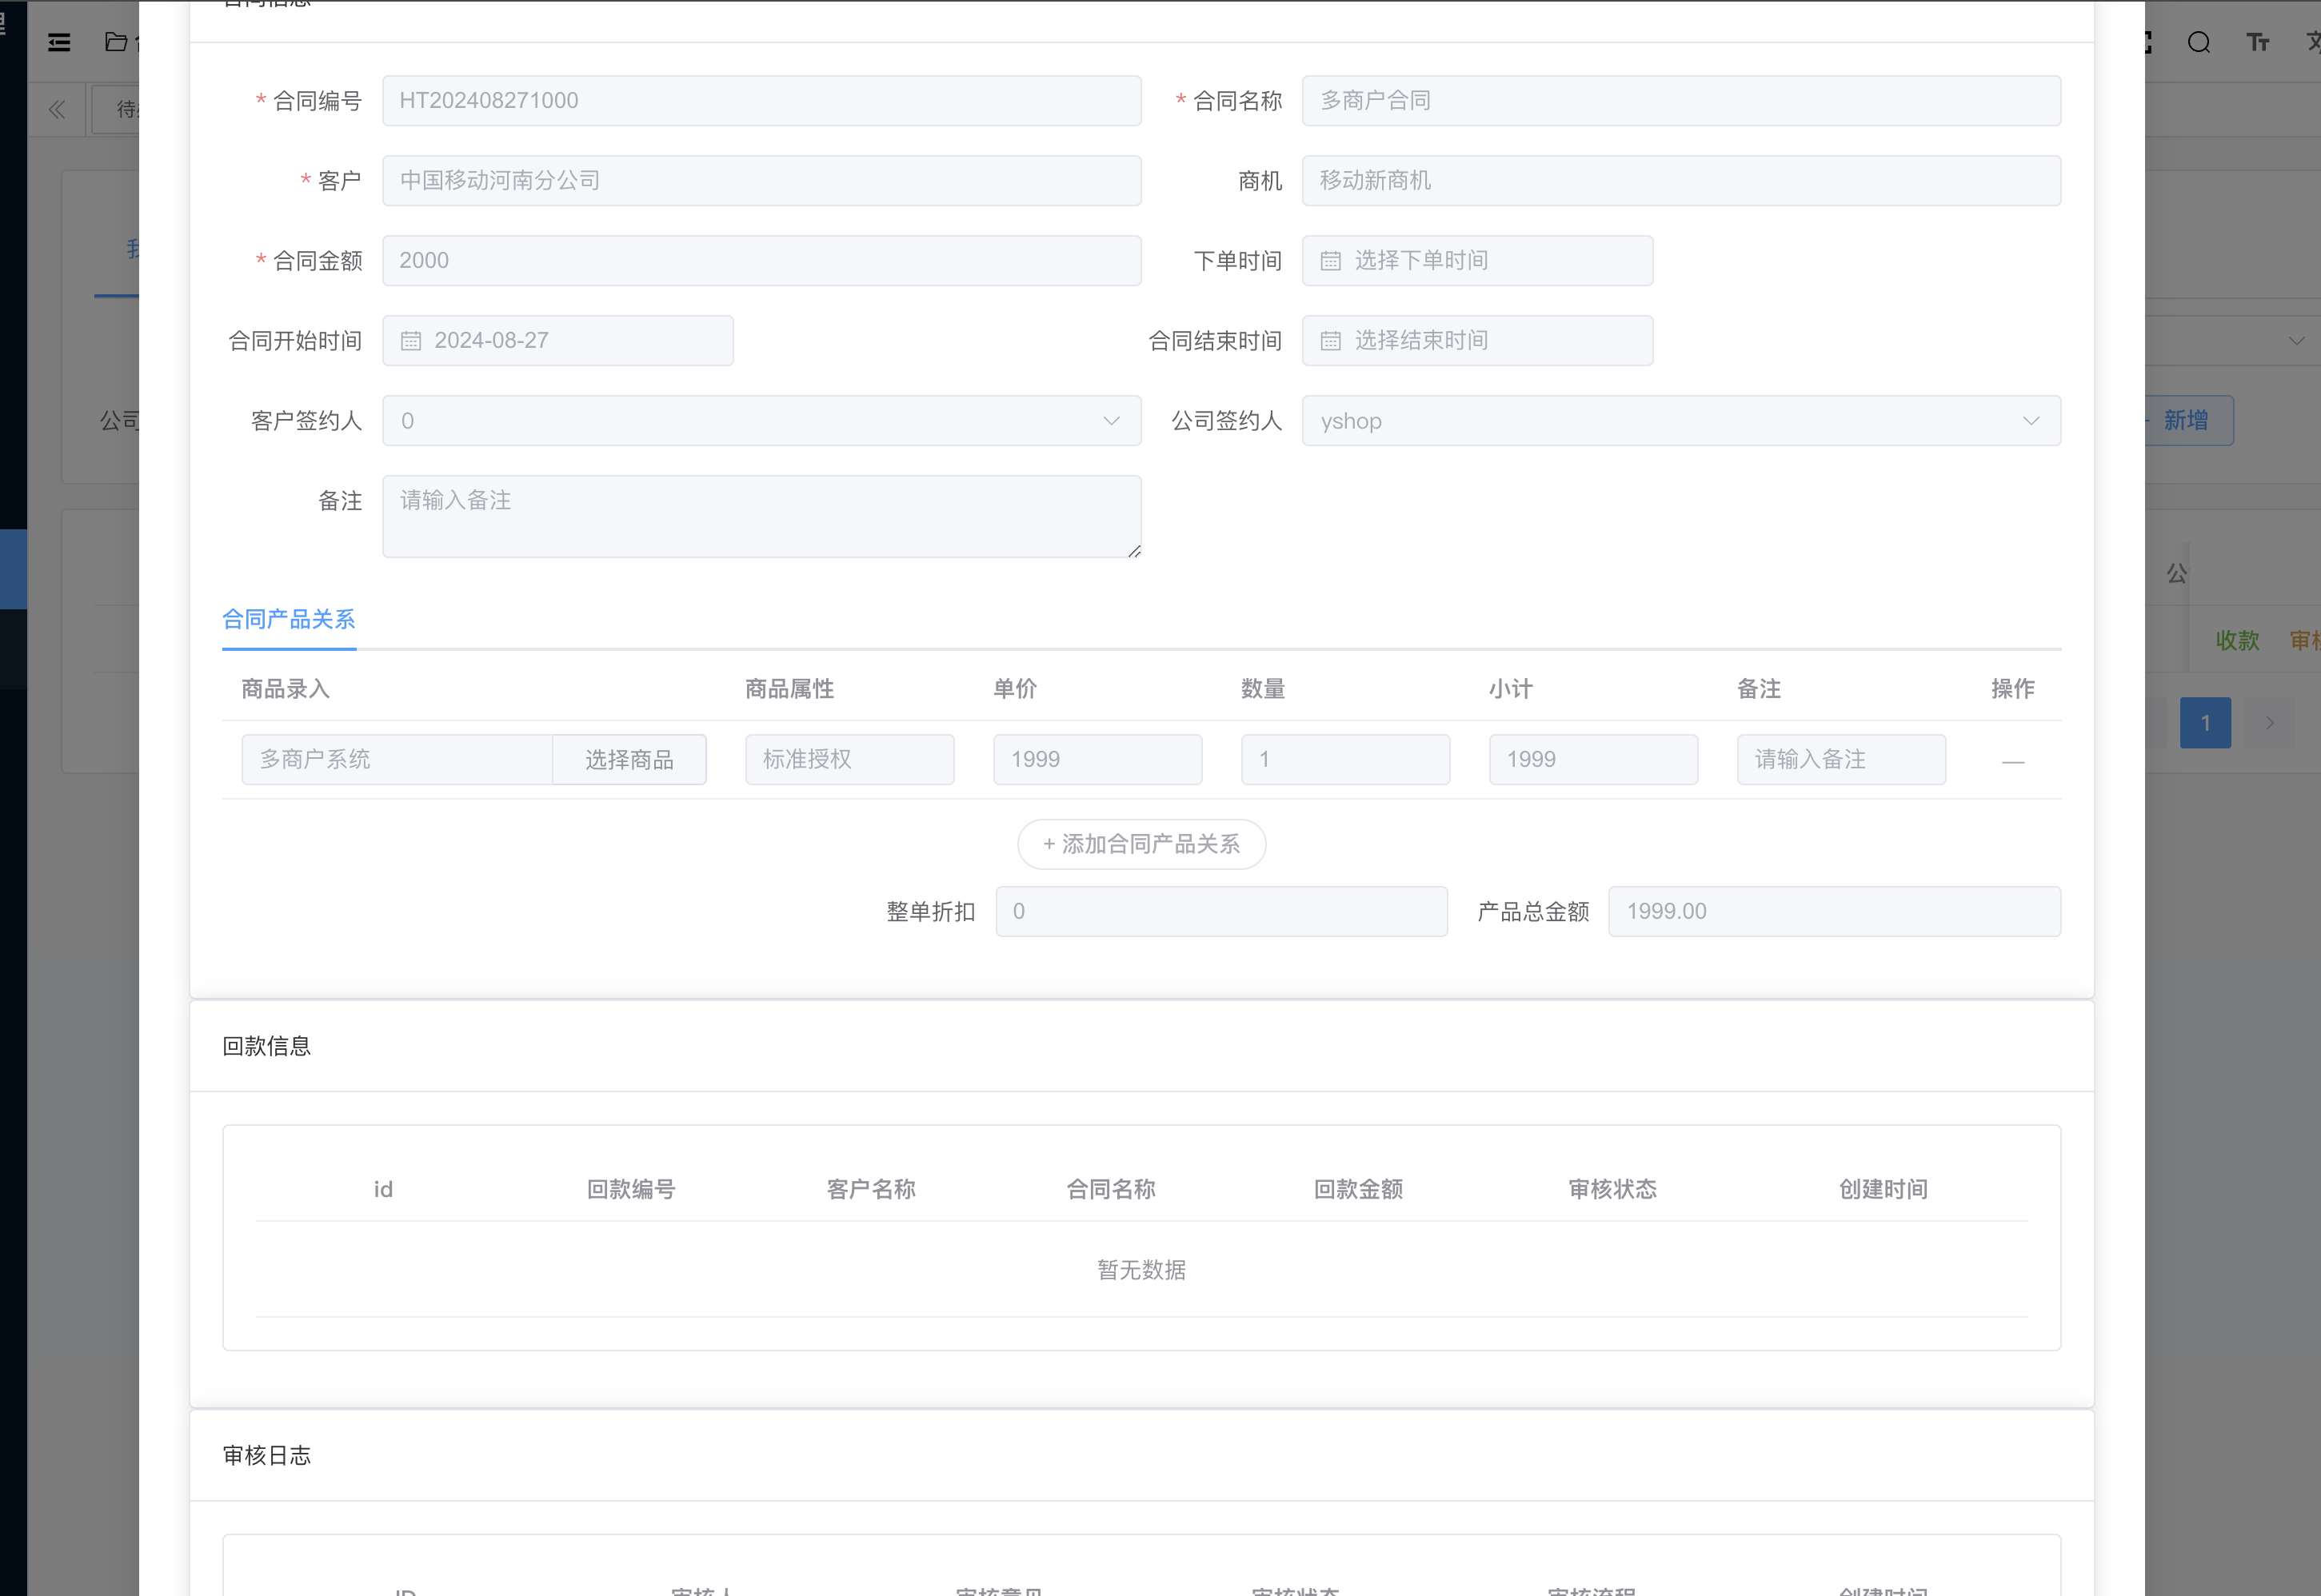 合同信息
* 合同编号 HT202408271000 * 合同名称 多商户合同
* 客户 中国移动河南分公司 商机 移动新商机
* 合同金额 2000 下单时间 选择下单时间
合同开始时间 2024-08-27 合同结束时间 选择结束时间
客户签约人 0 公司签约人 yshop
公司
新增
备注 请输入备注
公
合同产品关系
收款
商品录入 商品属性 单价 数量 小计 备注 操作
1
多商户系统 选择商品 标准授权 1999 1 1999 请输入备注 —
+ 添加合同产品关系
整单折扣 0 产品总金额 1999.00
回款信息
id 回款编号 客户名称 合同名称 回款金额 审核状态 创建时间
暂无数据
审核日志
ID 审核人 审核意见 审核状态 审核流程 创建时间